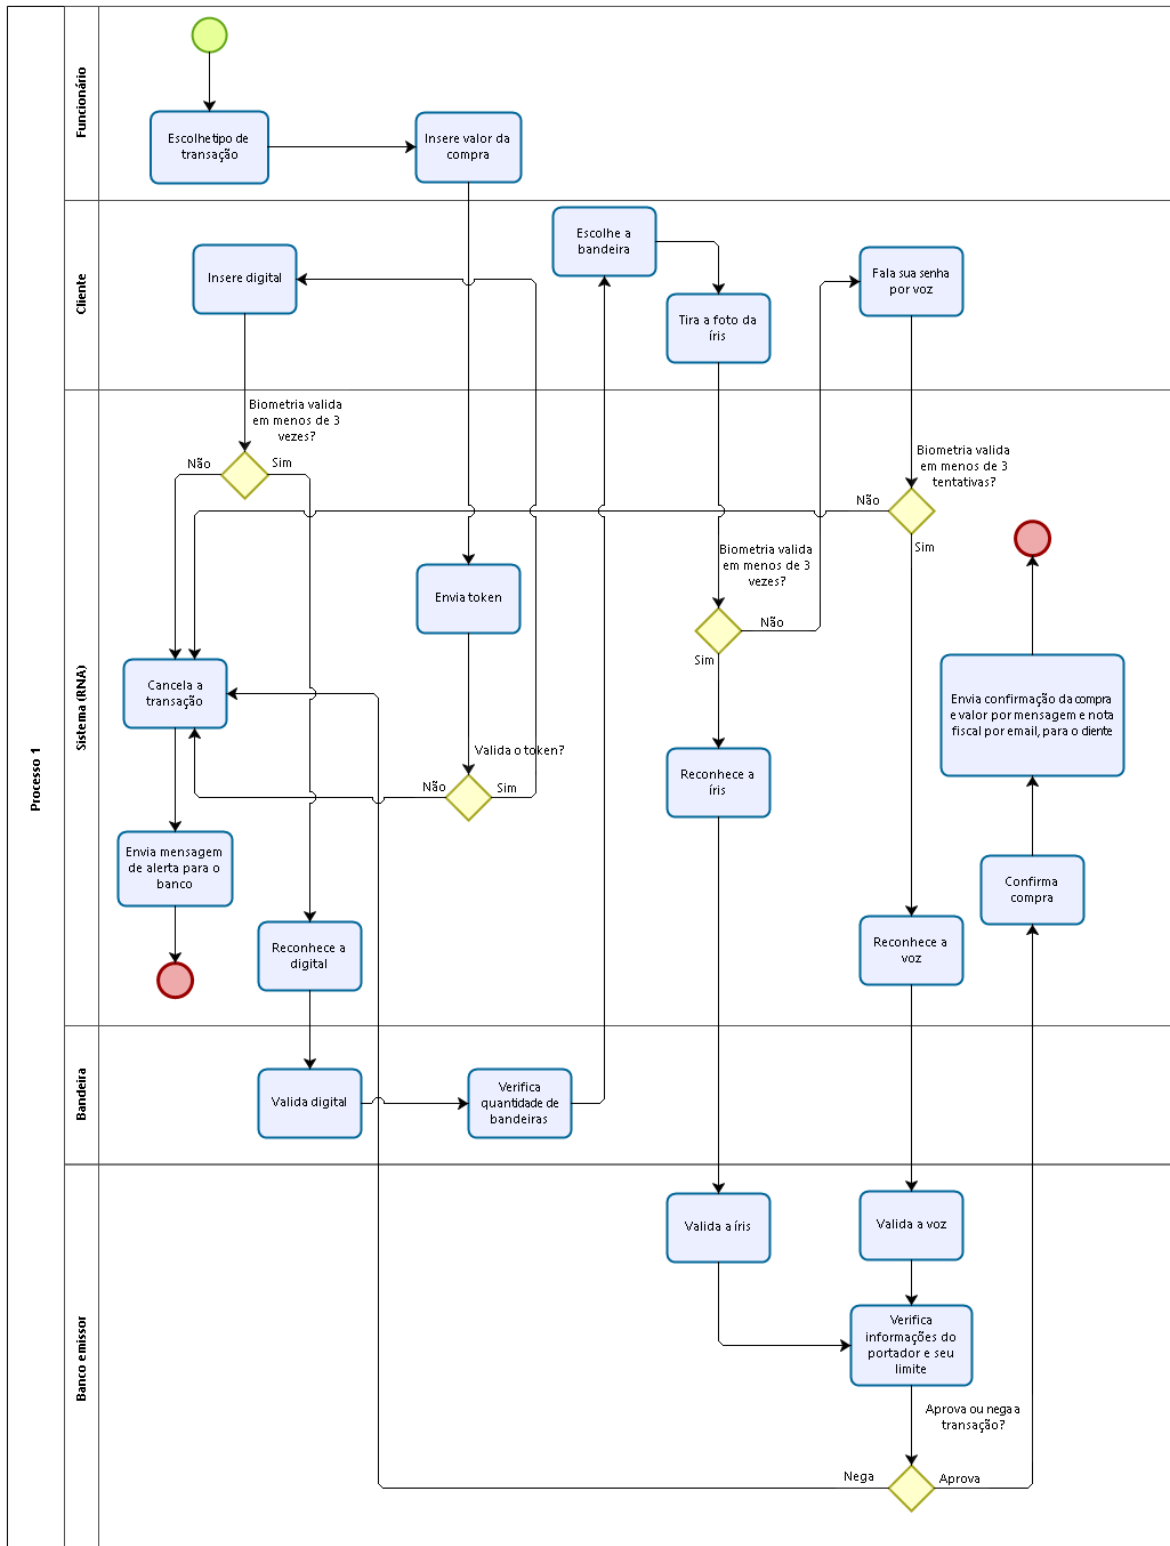 Processo 1
Funcionário
Escolhetipo de
transação
Insere valor da
compra
Cliente
Escolhe a
bandeira
Insere digital
Fala sua senha
por voz
Tira a foto da
íris
Sistema (RNA)
Biometria valida
em menos de 3
vezes?
Não
Sim
Biometria valida
em menos de 3
tentativas?
Não
Sim
Biometria valida
em menos de 3
vezes?
Não
Sim
Envia token
Cancela a
transação
Envia confirmação da compra
e valor por mensagem e nota
fiscal por email, para o cliente
Valida o token?
Não
Sim
Reconhece a
íris
Envia mensagem
de alerta para o
banco
Confirma
compra
Reconhece a
digital
Reconhece a
voz
Bandeira
Valida digital
Verifica
quantidade de
bandeiras
Banco emissor
Valida a íris
Valida a voz
Verifica
informações do
portador e seu
limite
Aprova ou nega a
transação?
Nega
Aprova